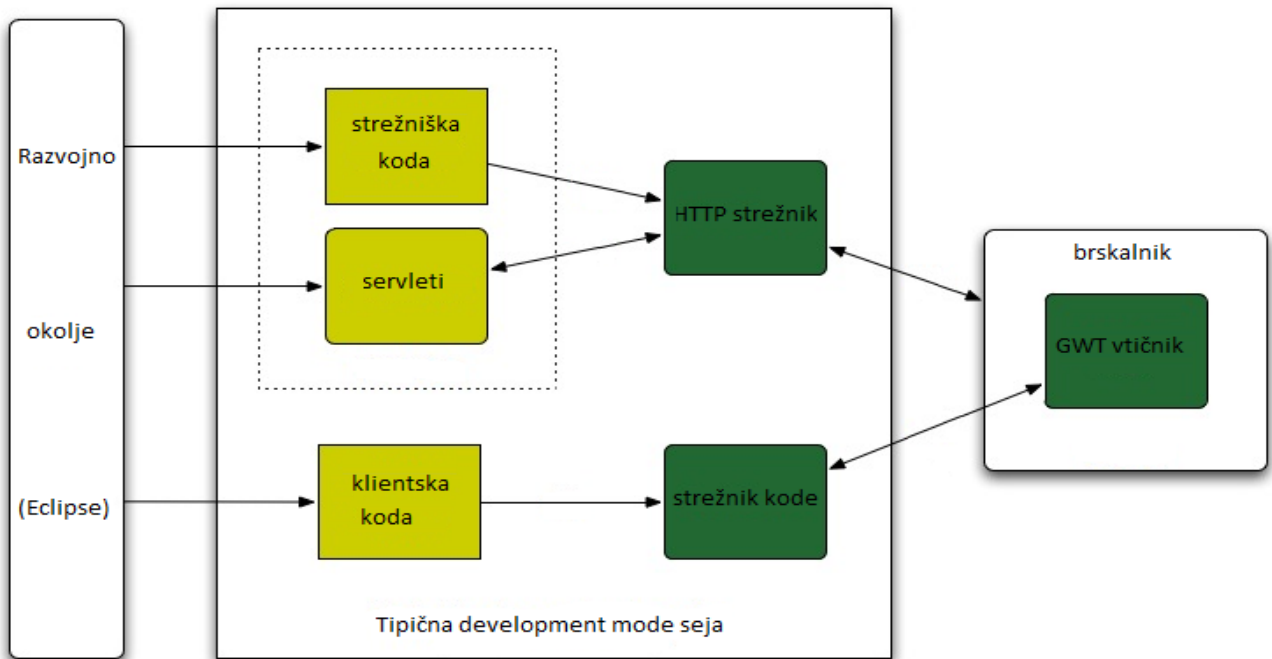 Razvojno
okolje
(Eclipse)
strežniška
koda
servleti
klientska
koda
HTTP strežnik
strežnik kode
brskalnik
GWT vtičnik
Tipična development mode seja